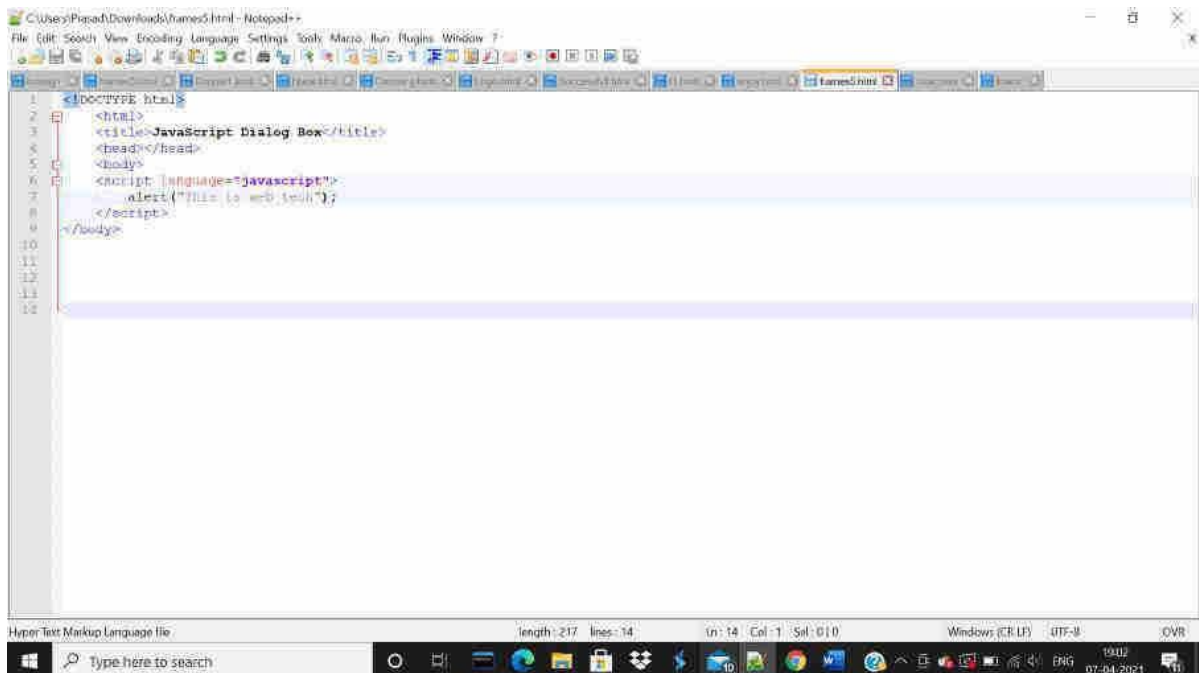 C:\Users\Prasad\Downloads\frames5.html - Notepad++
File Edit Search View Encoding Language Settings Tools Macro Run Plugins Window ?
frames5.html
1 <!DOCTYPE html>
2 <html>
3 <title>JavaScript Dialog Box</title>
4 <head></head>
5 <body>
6 <script language="javascript">
7 alert("This is web tech");
8 </script>
9 </body>
10
11
12
13
14
Hyper Text Markup Language file length : 217 lines : 14 Ln : 14 Col : 1 Sel : 0 | 0 Windows (CR LF) UTF-8 OVR
Type here to search
10
ENG
19:02
07-04-2021